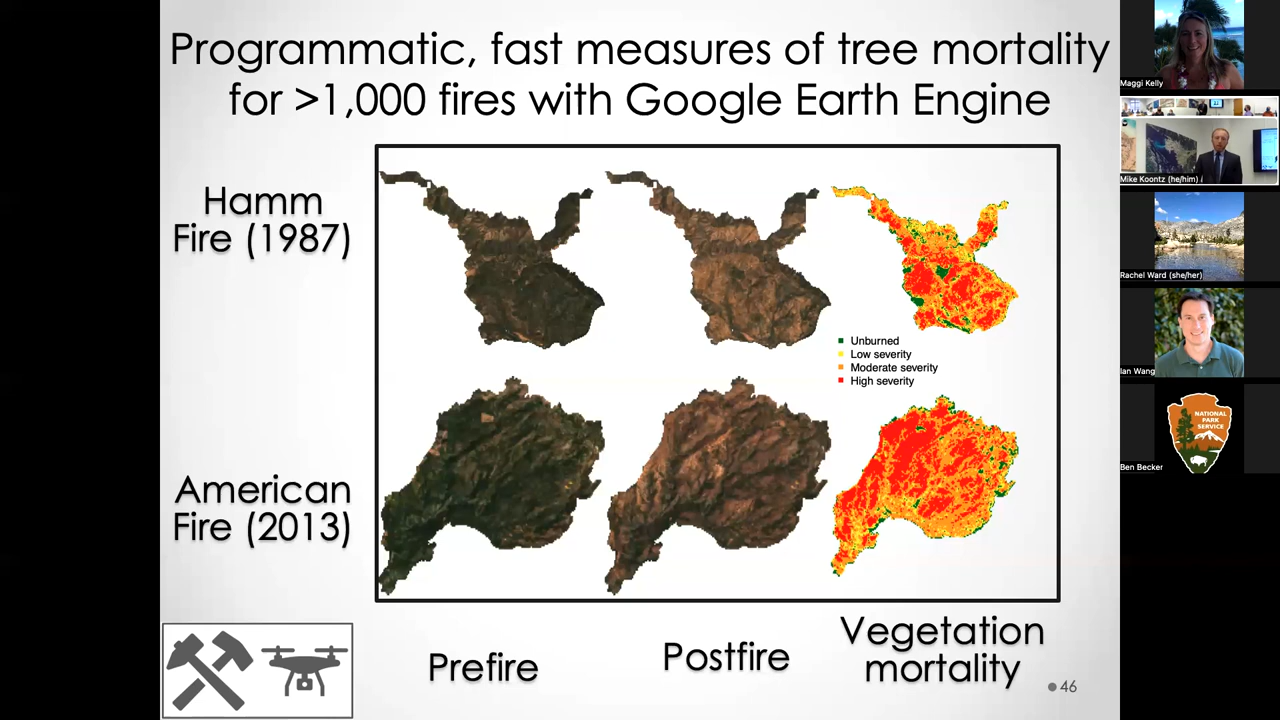 Programmatic, fast measures of tree mortality
for >1,000 fires with Google Earth Engine
Hamm
Fire (1987)
Unburned
Low severity
Moderate severity
High severity
American
Fire (2013)
Prefire
Postfire
Vegetation
mortality
46
Maggi Kelly
Mike Koontz (he/him)
Rachel Ward (she/her)
Ian Wang
NATIONAL
PARK
SERVICE
Ben Becker